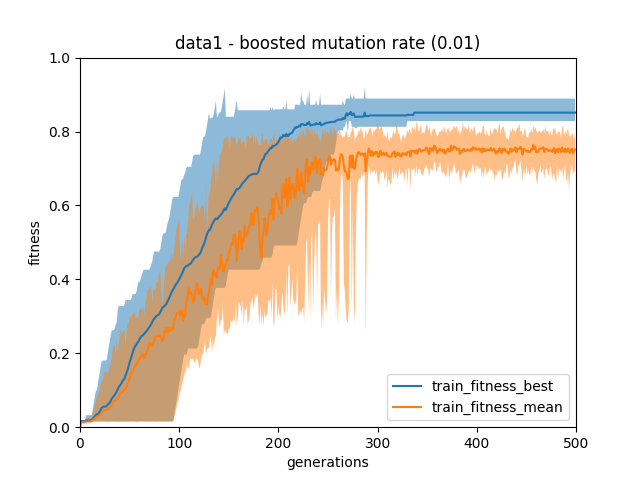 data1 - boosted mutation rate (0.01)
fitness
1.0
0.8
0.6
0.4
0.2
0.0
0 100 200 300 400 500
generations
train_fitness_best
train_fitness_mean